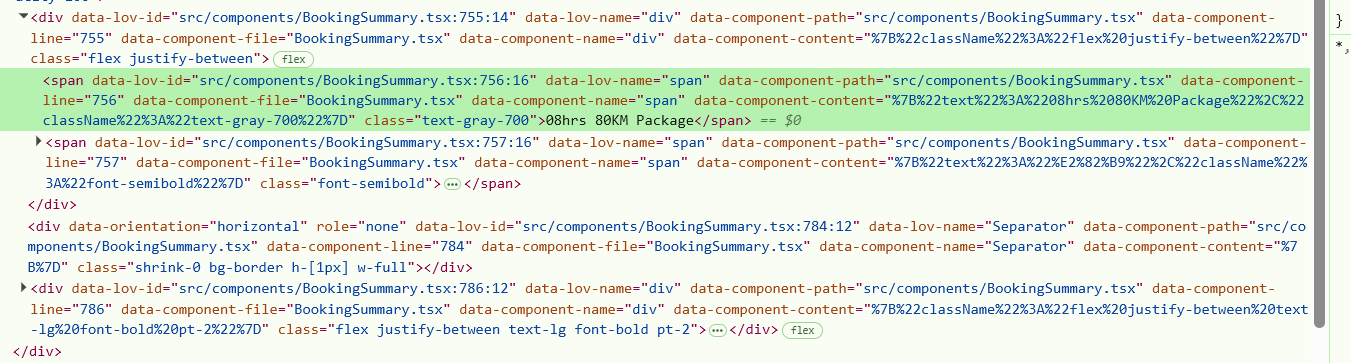 <div data-lov-id="src/components/BookingSummary.tsx:755:14" data-lov-name="div" data-component-path="src/components/BookingSummary.tsx" data-component-
line="755" data-component-file="BookingSummary.tsx" data-component-name="div" data-component-content="%7B%22className%22%3A%22flex%20justify-between%22%7D"
class="flex justify-between"> flex
<span data-lov-id="src/components/BookingSummary.tsx:756:16" data-lov-name="span" data-component-path="src/components/BookingSummary.tsx" data-component-
line="756" data-component-file="BookingSummary.tsx" data-component-name="span" data-component-content="%7B%22text%22%3A%2208hrs%2080KM%20Package%22%2C%22
className%22%3A%22text-gray-700%22%7D" class="text-gray-700">08hrs 80KM Package</span> == $0
<span data-lov-id="src/components/BookingSummary.tsx:757:16" data-lov-name="span" data-component-path="src/components/BookingSummary.tsx" data-component-
line="757" data-component-file="BookingSummary.tsx" data-component-name="span" data-component-content="%7B%22text%22%3A%22%E2%82%B9%22%2C%22className%22%
3A%22font-semibold%22%7D" class="font-semibold"> ••• </span>
</div>
<div data-orientation="horizontal" role="none" data-lov-id="src/components/BookingSummary.tsx:784:12" data-lov-name="Separator" data-component-path="src/co
mponents/BookingSummary.tsx" data-component-line="784" data-component-file="BookingSummary.tsx" data-component-name="Separator" data-component-content="%7
B%7D" class="shrink-0 bg-border h-[1px] w-full"></div>
<div data-lov-id="src/components/BookingSummary.tsx:786:12" data-lov-name="div" data-component-path="src/components/BookingSummary.tsx" data-component-
line="786" data-component-file="BookingSummary.tsx" data-component-name="div" data-component-content="%7B%22className%22%3A%22flex%20justify-between%20text
-lg%20font-bold%20pt-2%22%7D" class="flex justify-between text-lg font-bold pt-2"> ••• </div> flex
</div>
}
*,